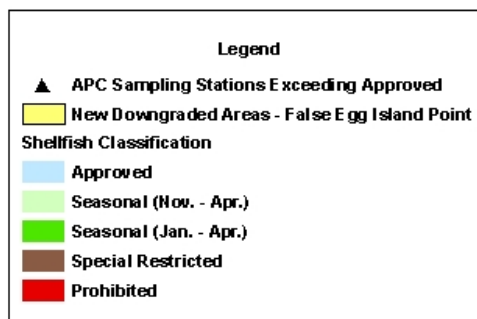 Legend
APC Sampling Stations Exceeding Approved
New Downgraded Areas - False Egg Island Point
Shellfish Classification
Approved
Seasonal (Nov. - Apr.)
Seasonal (Jan. - Apr.)
Special Restricted
Prohibited